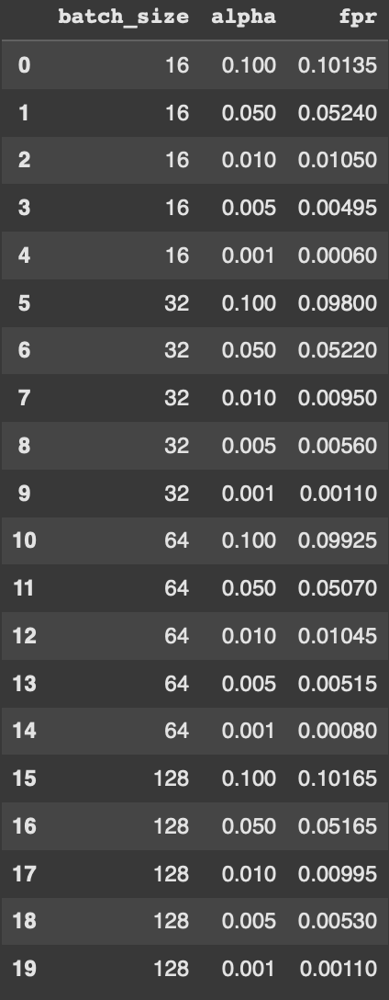 batch_size alpha fpr
0 16 0.100 0.10135
1 16 0.050 0.05240
2 16 0.010 0.01050
3 16 0.005 0.00495
4 16 0.001 0.00060
5 32 0.100 0.09800
6 32 0.050 0.05220
7 32 0.010 0.00950
8 32 0.005 0.00560
9 32 0.001 0.00110
10 64 0.100 0.09925
11 64 0.050 0.05070
12 64 0.010 0.01045
13 64 0.005 0.00515
14 64 0.001 0.00080
15 128 0.100 0.10165
16 128 0.050 0.05165
17 128 0.010 0.00995
18 128 0.005 0.00530
19 128 0.001 0.00110